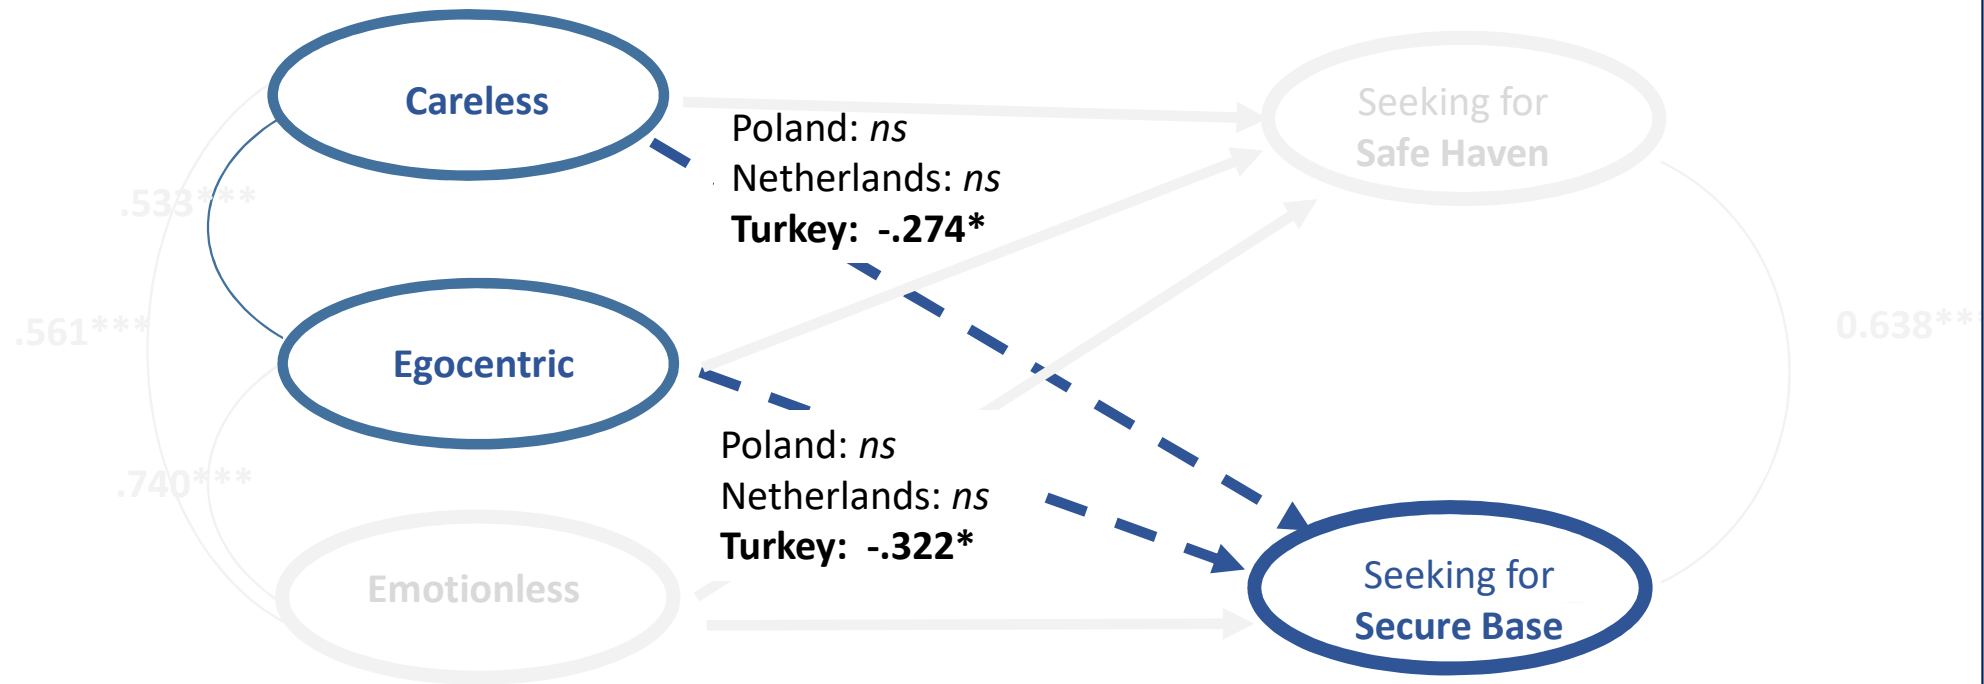 Careless
Seeking for
Safe Haven
Poland: ns
Netherlands: ns
Turkey: -.274*
.533***
.561***
0.638***
Egocentric
Poland: ns
Netherlands: ns
Turkey: -.322*
.740***
Emotionless
Seeking for
Secure Base